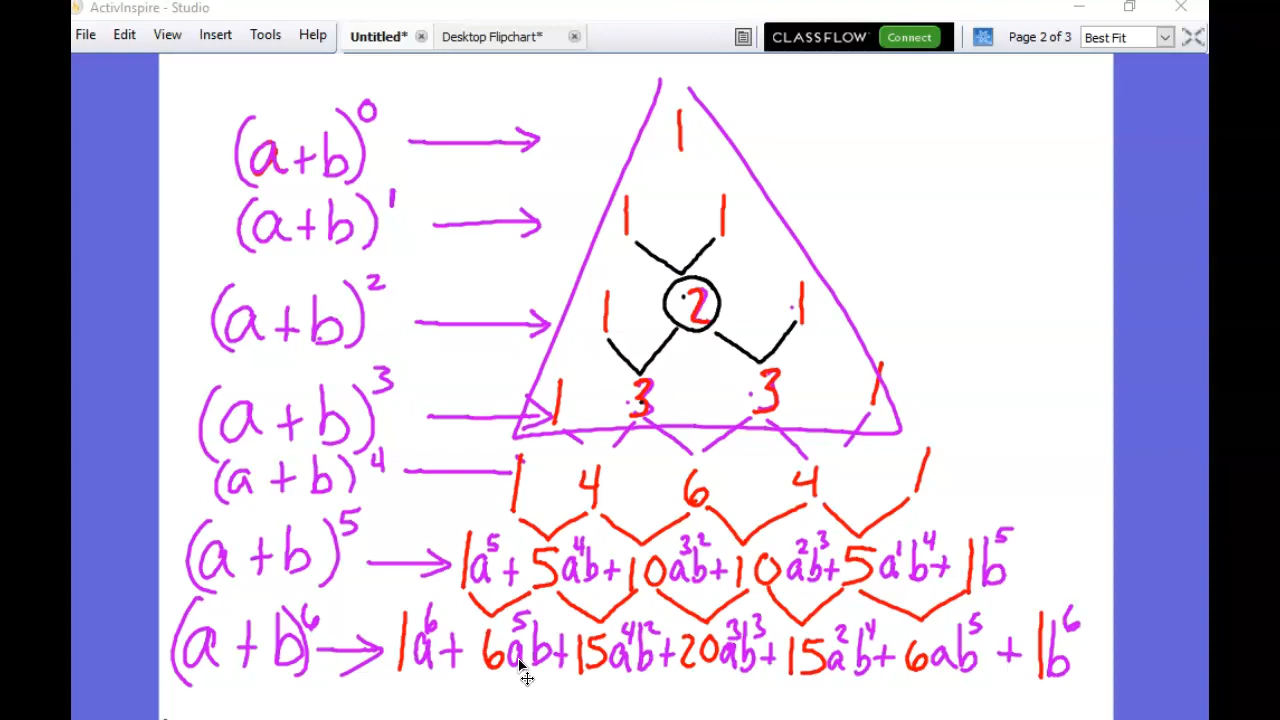 ActivInspire - Studio
File Edit View Insert Tools Help Untitled* Desktop Flipchart* CLASSFLOW Connect Page 2 of 3 Best Fit
(a+b)⁰ → 1
(a+b)¹ → 1 1
(a+b)² → 1 2 1
(a+b)³ → 1 3 3 1
(a+b)⁴ → 1 4 6 4 1
(a+b)⁵ → 1a⁵ + 5a⁴b + 10a³b² + 10a²b³ + 5a¹b⁴ + 1b⁵
(a+b)⁶ → 1a⁶ + 6a⁵b + 15a⁴b² + 20a³b³ + 15a²b⁴ + 6ab⁵ + 1b⁶